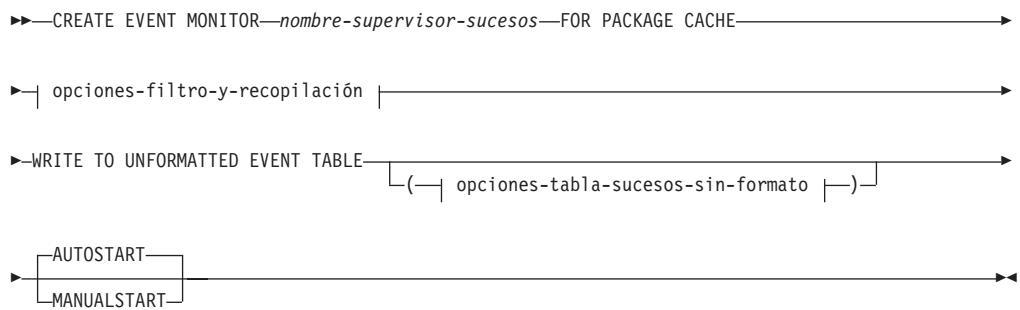 CREATE EVENT MONITOR nombre-supervisor-sucesos FOR PACKAGE CACHE
opciones-filtro-y-recopilación
WRITE TO UNFORMATTED EVENT TABLE
( opciones-tabla-sucesos-sin-formato )
AUTOSTART
MANUALSTART